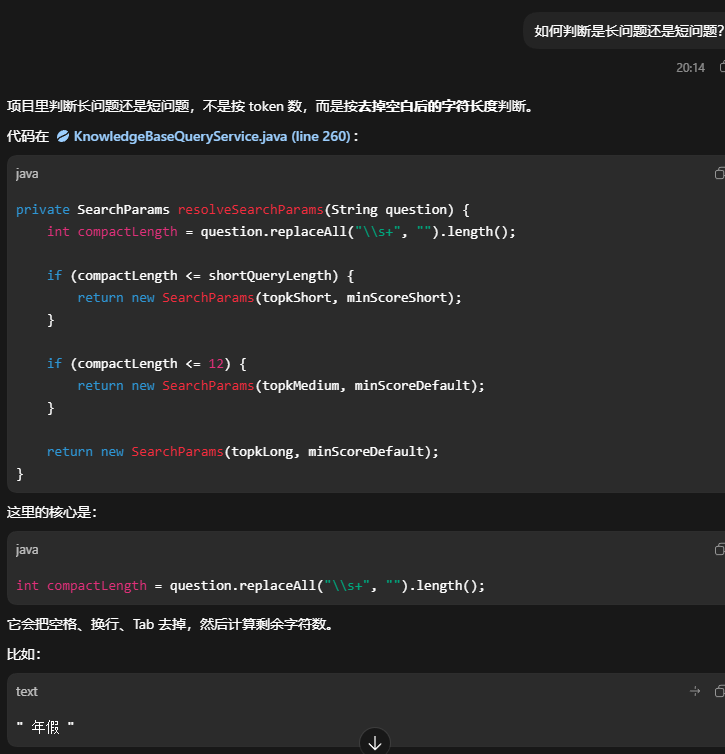 如何判断是长问题还是短问题?
20:14
项目里判断长问题还是短问题，不是按 token 数，而是按去掉空白后的字符长度判断。
代码在 KnowledgeBaseQueryService.java (line 260)：
java
private SearchParams resolveSearchParams(String question) {
    int compactLength = question.replaceAll("\\s+", "").length();
    if (compactLength <= shortQueryLength) {
        return new SearchParams(topkShort, minScoreShort);
    }
    if (compactLength <= 12) {
        return new SearchParams(topkMedium, minScoreDefault);
    }
    return new SearchParams(topkLong, minScoreDefault);
}
这里的核心是：
java
int compactLength = question.replaceAll("\\s+", "").length();
它会把空格、换行、Tab 去掉，然后计算剩余字符数。
比如：
text
" 年假 "